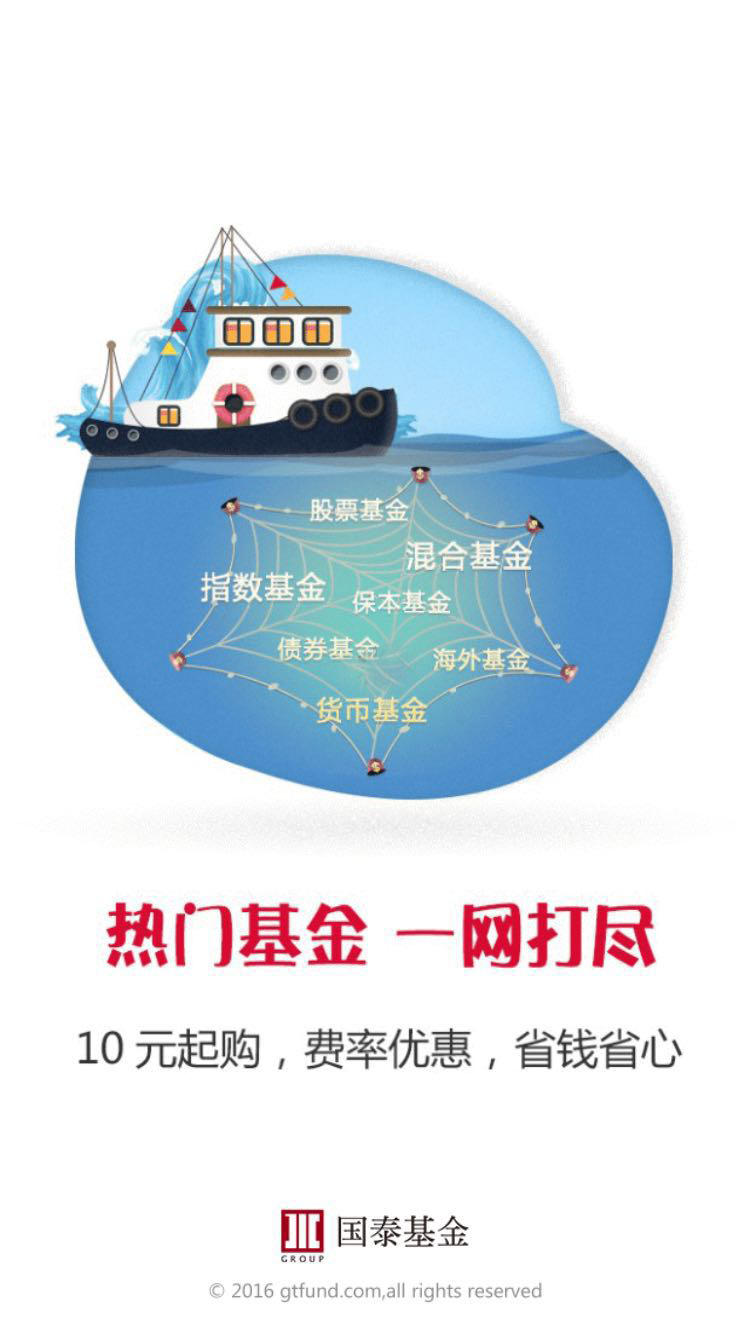 股票基金
混合基金
指数基金
保本基金
债券基金
海外基金
货币基金
热门基金 一网打尽
10 元起购，费率优惠，省钱省心
国泰基金
GROUP
© 2016 gtfund.com,all rights reserved